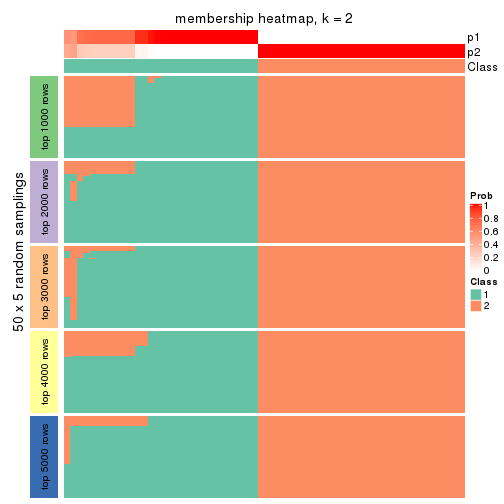 membership heatmap, k = 2
p1
p2
Class
50 x 5 random samplings
top 1000 rows
top 2000 rows
top 3000 rows
top 4000 rows
top 5000 rows
Prob
1
0.8
0.6
0.4
0.2
0
Class
1
2